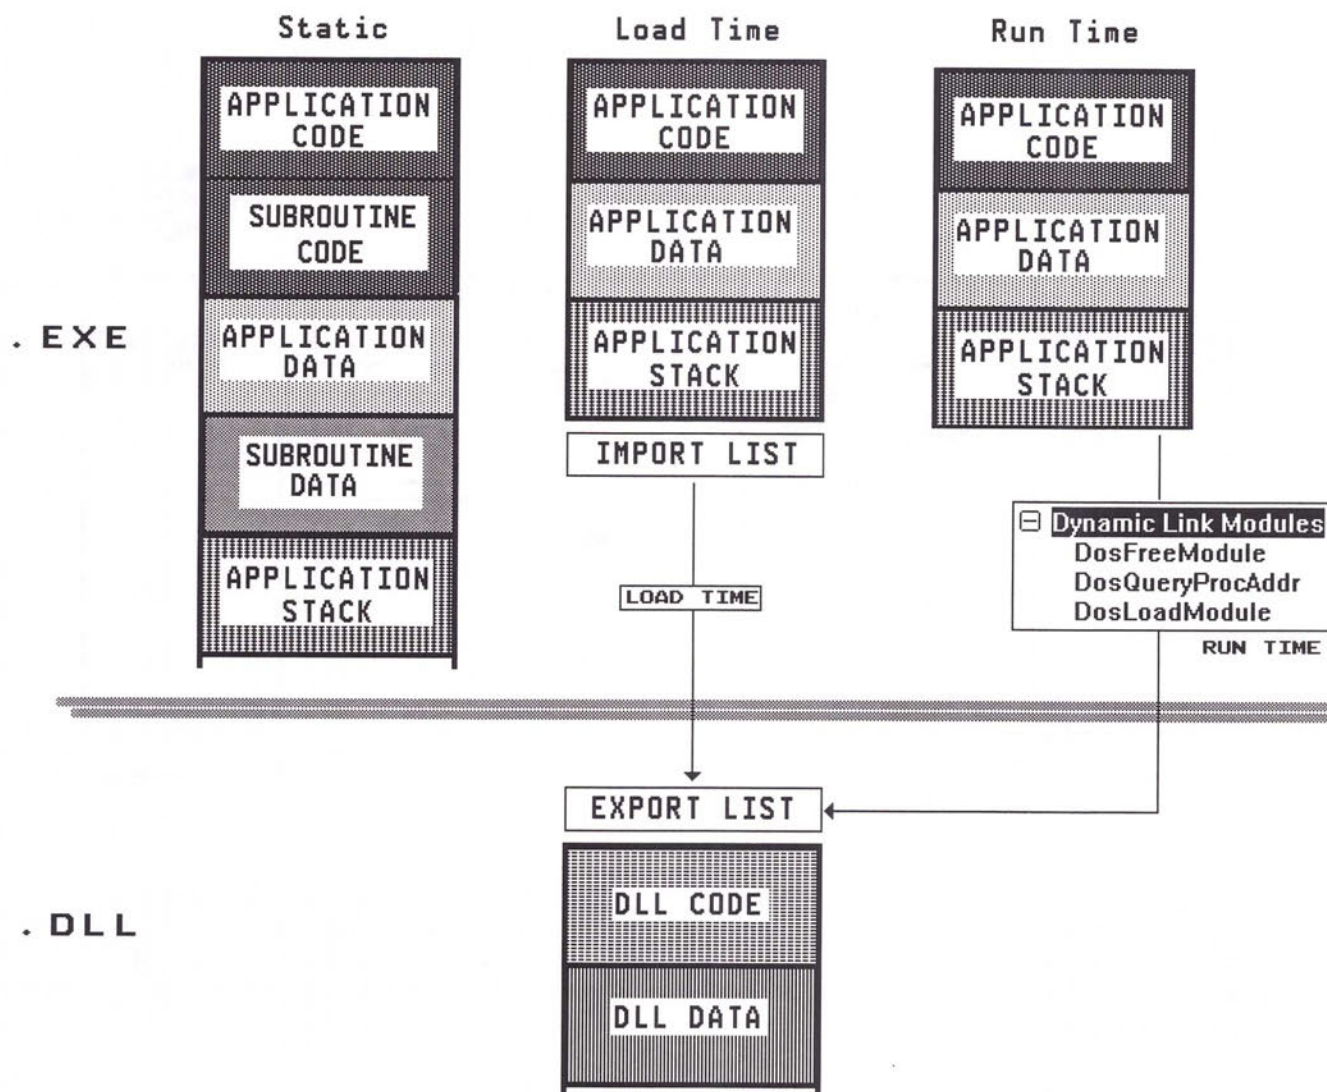 Static
Load Time
Run Time
APPLICATION
CODE
SUBROUTINE
CODE
APPLICATION
DATA
SUBROUTINE
DATA
APPLICATION
STACK
APPLICATION
CODE
APPLICATION
DATA
APPLICATION
STACK
IMPORT LIST
LOAD TIME
APPLICATION
CODE
APPLICATION
DATA
APPLICATION
STACK
Dynamic Link Modules
DosFreeModule
DosQueryProcAddr
DosLoadModule
RUN TIME
.EXE
EXPORT LIST
DLL CODE
DLL DATA
.DLL